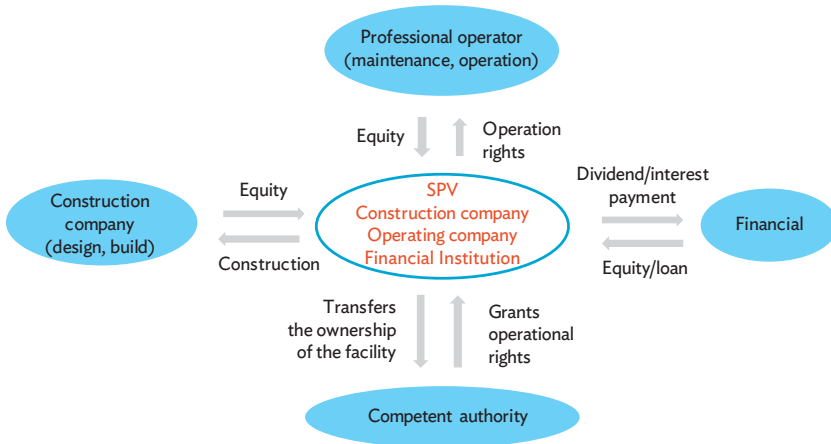 Professional operator
(maintenance, operation)
Equity
Operation
rights
Construction
company
(design, build)
Equity
Construction
SPV
Construction company
Operating company
Financial Institution
Dividend/interest
payment
Equity/loan
Financial
Transfers
the ownership
of the facility
Grants
operational
rights
Competent authority